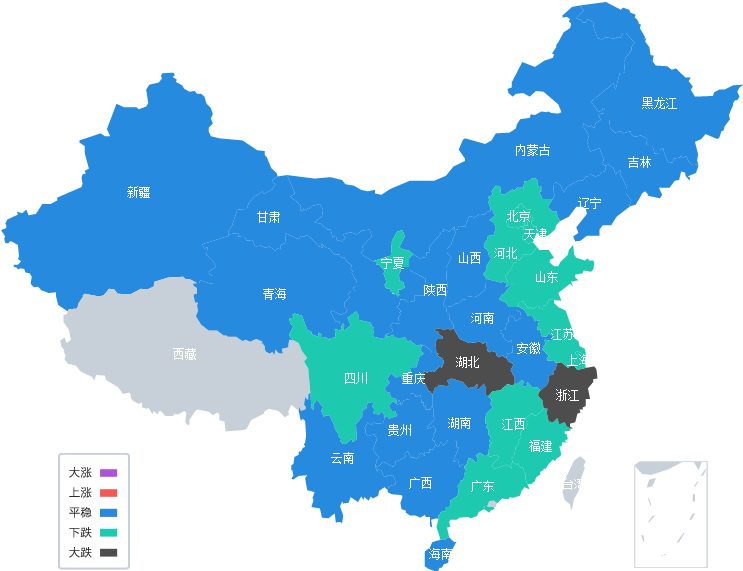 黑龙江
内蒙古
吉林
新疆
辽宁
甘肃
北京
天津
河北
山西
宁夏
山东
青海
陕西
河南
江苏
安徽
上海
西藏
湖北
四川
重庆
浙江
湖南
江西
贵州
福建
云南
广西
广东
台湾
海南
大涨
上涨
平稳
下跌
大跌